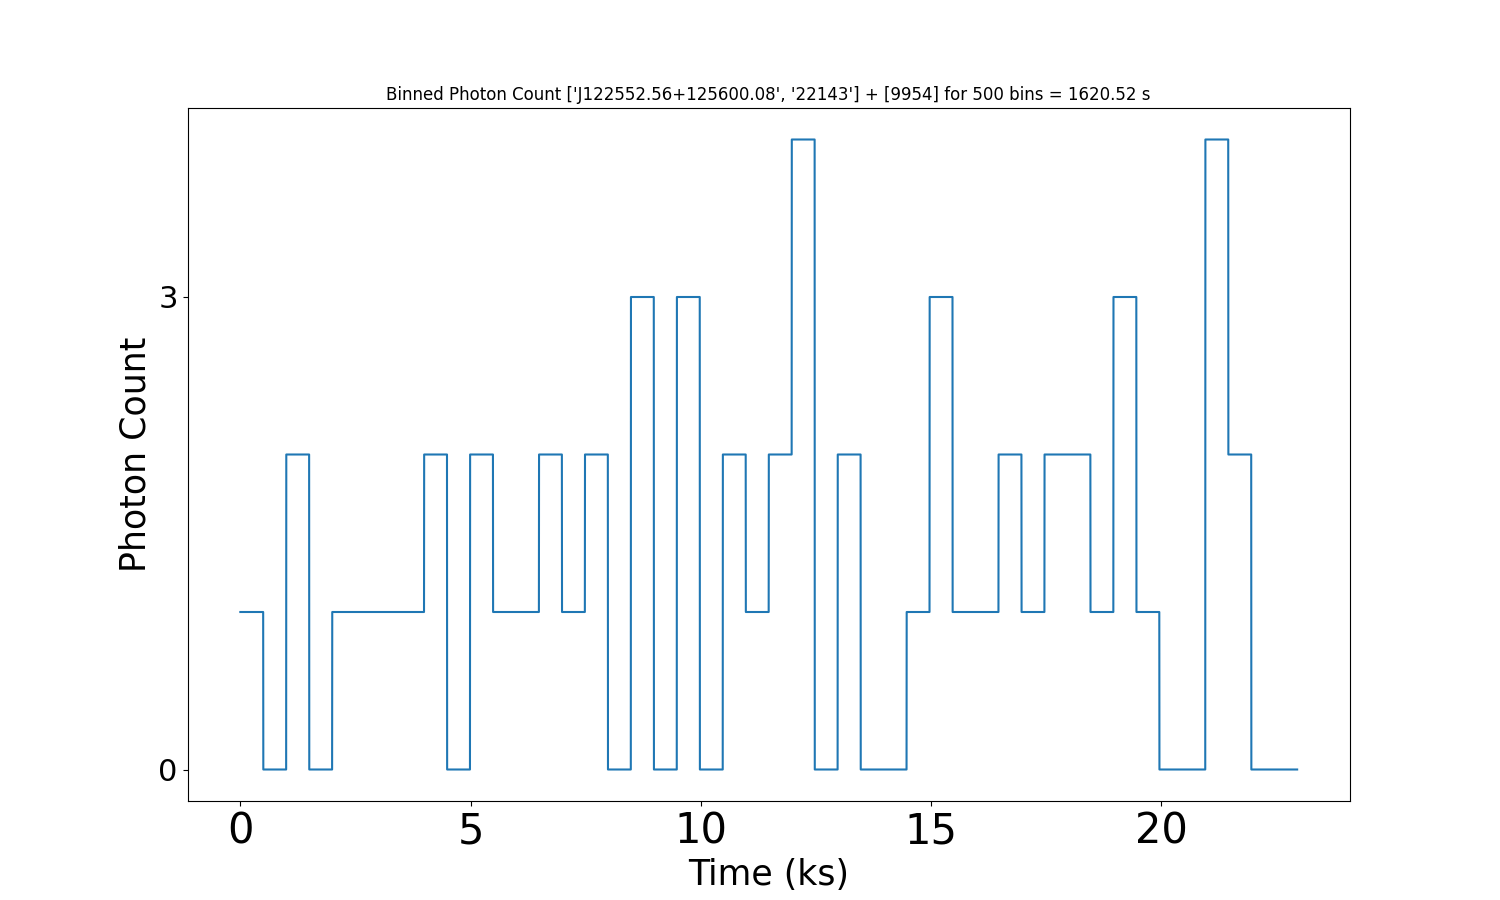 Binned Photon Count ['J122552.56+125600.08', '22143'] + [9954] for 500 bins = 1620.52 s
Photon Count
3
0
0 5 10 15 20
Time (ks)